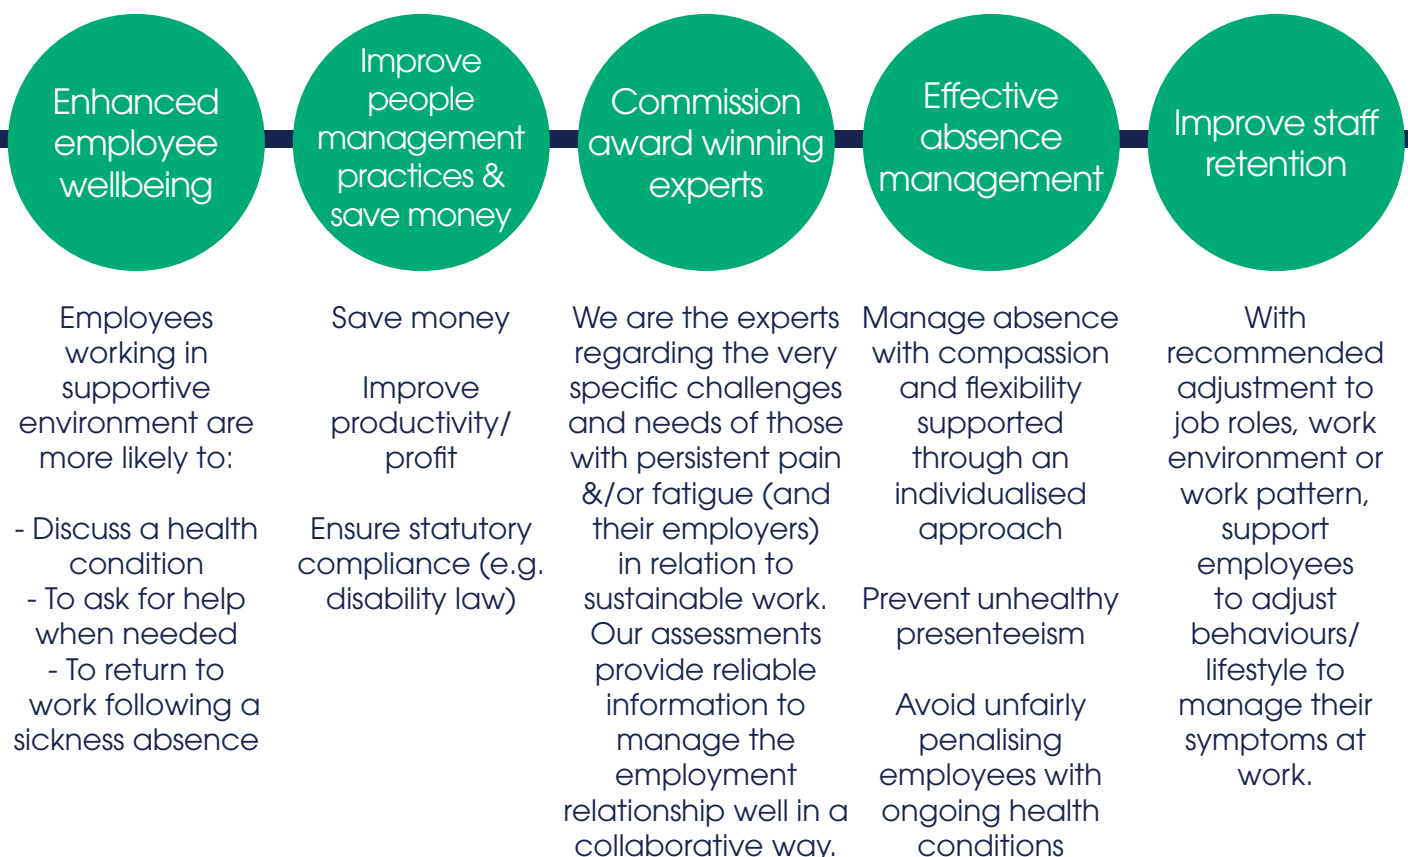 Enhanced
employee
wellbeing
Improve
people
management
practices &
save money
Commission
award winning
experts
Effective
absence
management
Improve staff
retention
Employees
working in
supportive
environment are
more likely to:
- Discuss a health
condition
- To ask for help
when needed
- To return to
work following a
sickness absence
Save money
Improve
productivity/
profit
Ensure statutory
compliance (e.g.
disability law)
We are the experts
regarding the very
specific challenges
and needs of those
with persistent pain
&/or fatigue (and
their employers)
in relation to
sustainable work.
Our assessments
provide reliable
information to
manage the
employment
relationship well in a
collaborative way.
Manage absence
with compassion
and flexibility
supported
through an
individualised
approach
Prevent unhealthy
presenteeism
Avoid unfairly
penalising
employees with
ongoing health
conditions
With
recommended
adjustment to
job roles, work
environment or
work pattern,
support
employees
to adjust
behaviours/
lifestyle to
manage their
symptoms at
work.